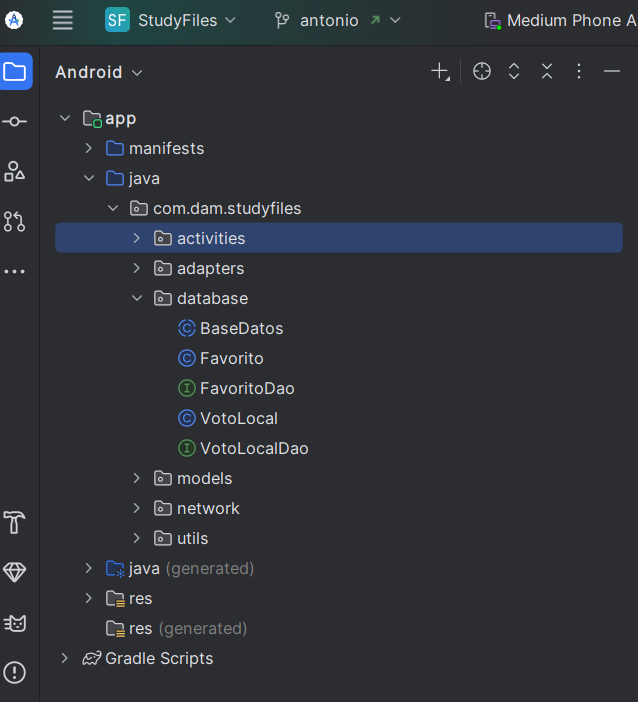 SF StudyFiles antonio Medium Phone A
Android
app
manifests
java
com.dam.studyfiles
activities
adapters
database
C BaseDatos
C Favorito
I FavoritoDao
C VotoLocal
I VotoLocalDao
models
network
utils
java (generated)
res
res (generated)
Gradle Scripts